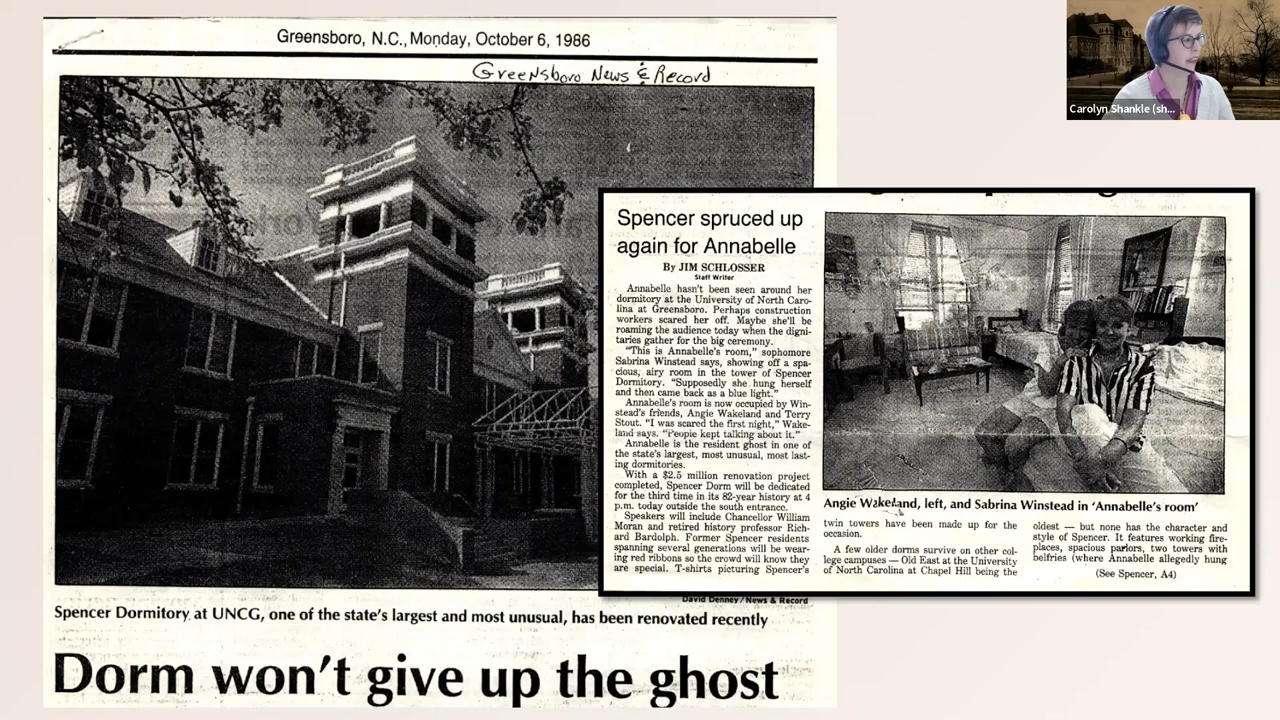 Greensboro, N.C., Monday, October 6, 1986
Greensboro News & Record
Carolyn Shankle (sh...
Spencer spruced up
again for Annabelle
By JIM SCHLOSSER
Staff Writer
Annabelle hasn't been seen around her
dormitory at the University of North Caro-
lina at Greensboro. Perhaps construction
workers scared her off. Maybe she'll be
roaming the audience today when the digni-
taries gather for the big ceremony.
"This is Annabelle's room," sophomore
Sabrina Winstead says, showing off a spa-
cious, airy room in the tower of Spencer
Dormitory. "Supposedly she hung herself
and then came back as a blue light."
Annabelle's room is now occupied by Win-
stead's friends, Angie Wakeland and Terry
Stout. "I was scared the first night," Wake-
land says. "People kept talking about it."
Annabelle is the resident ghost in one of
the state's largest, most unusual, most last-
ing dormitories.
With a $2.5 million renovation project
completed, Spencer Dorm will be dedicated
for the third time in its 82-year history at 4
p.m. today outside the south entrance.
Speakers will include Chancellor William
Moran and retired history professor Rich-
ard Bardolph. Former Spencer residents
spanning several generations will be wear-
ing red ribbons so the crowd will know they
are special. T-shirts picturing Spencer's
Angie Wakeland, left, and Sabrina Winstead in 'Annabelle's room'
twin towers have been made up for the
occasion.
A few older dorms survive on other col-
lege campuses — Old East at the University
of North Carolina at Chapel Hill being the
oldest — but none has the character and
style of Spencer. It features working fire-
places, spacious parlors, two towers with
belfries (where Annabelle allegedly hung
(See Spencer, A4)
David Denney/News & Record
Spencer Dormitory at UNCG, one of the state's largest and most unusual, has been renovated recently
Dorm won't give up the ghost